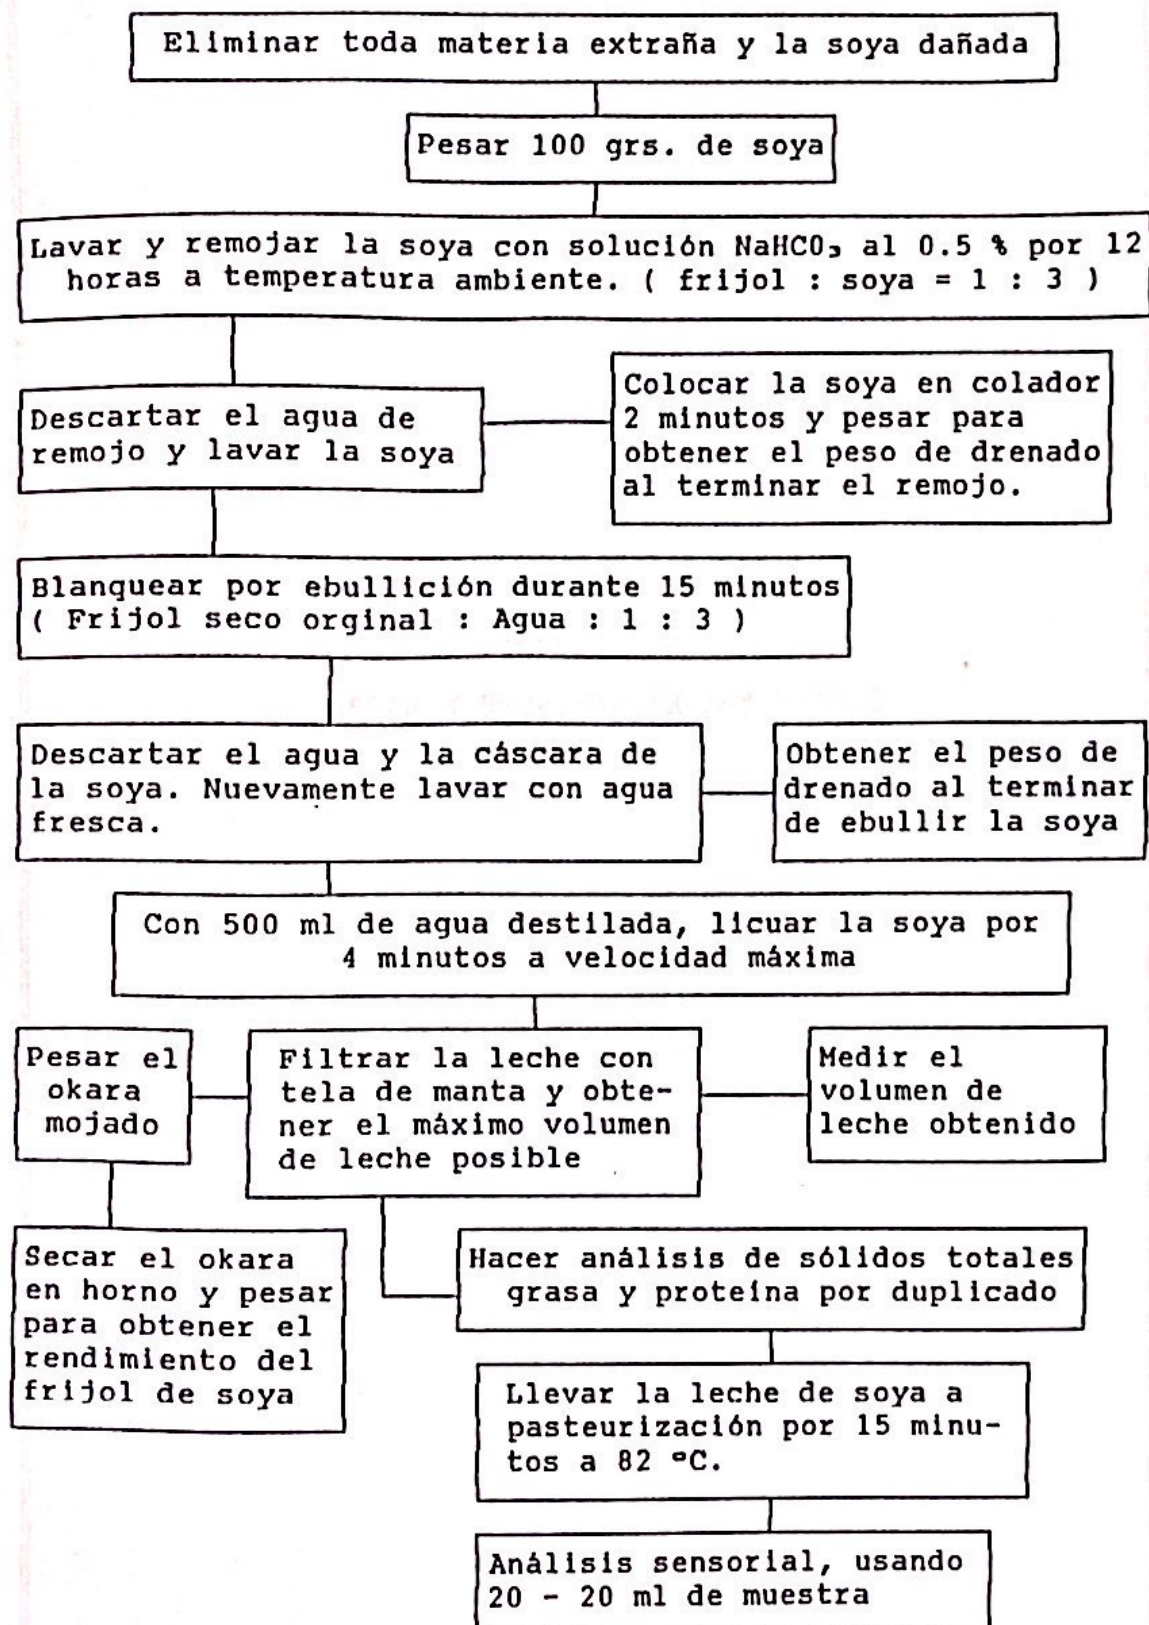 Eliminar toda materia extraña y la soya dañada
Pesar 100 grs. de soya
Lavar y remojar la soya con solución NaHCO₃ al 0.5 % por 12
horas a temperatura ambiente. ( frijol : soya = 1 : 3 )
Descartar el agua de
remojo y lavar la soya
Colocar la soya en colador
2 minutos y pesar para
obtener el peso de drenado
al terminar el remojo.
Blanquear por ebullición durante 15 minutos
( Frijol seco orginal : Agua : 1 : 3 )
Descartar el agua y la cáscara de
la soya. Nuevamente lavar con agua
fresca.
Obtener el peso de
drenado al terminar
de ebullir la soya
Con 500 ml de agua destilada, licuar la soya por
4 minutos a velocidad máxima
Pesar el
okara
mojado
Filtrar la leche con
tela de manta y obte-
ner el máximo volumen
de leche posible
Medir el
volumen de
leche obtenido
Secar el okara
en horno y pesar
para obtener el
rendimiento del
frijol de soya
Hacer análisis de sólidos totales
grasa y proteína por duplicado
Llevar la leche de soya a
pasteurización por 15 minu-
tos a 82 ºC.
Análisis sensorial, usando
20 - 20 ml de muestra